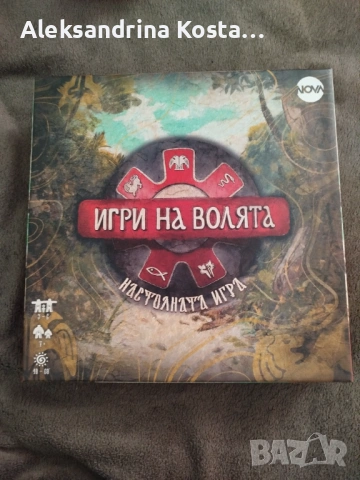 Aleksandrina Kosta...
NOVA
ИГРИ НА ВОЛЯТА
НАСТОЛНАТА ИГРА
BAZAR